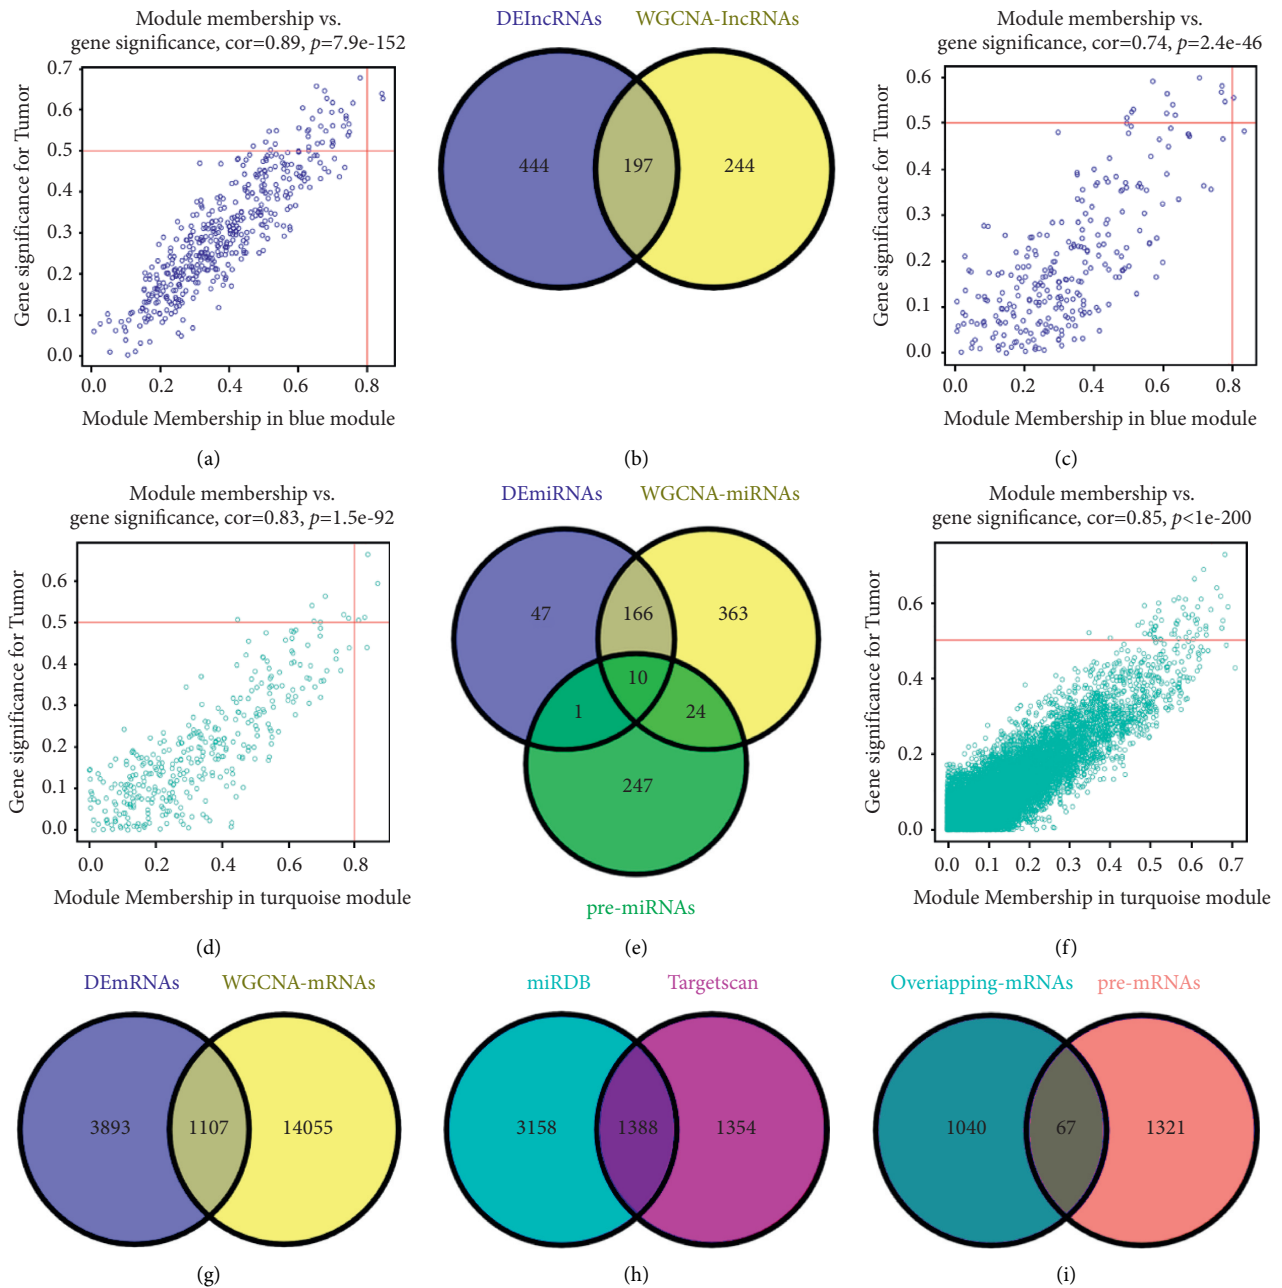 Module membership vs.
gene significance, cor=0.89, p=7.9e-152
0.7
0.6
0.5
0.4
0.3
0.2
0.1
0.0
Gene significance for Tumor
0.0 0.2 0.4 0.6 0.8
Module Membership in blue module
(a)
DEIncRNAs WGCNA-IncRNAs
444 197 244
(b)
Module membership vs.
gene significance, cor=0.74, p=2.4e-46
0.6
0.5
0.4
0.3
0.2
0.1
0.0
Gene significance for Tumor
0.0 0.2 0.4 0.6 0.8
Module Membership in blue module
(c)
Module membership vs.
gene significance, cor=0.83, p=1.5e-92
0.6
0.5
0.4
0.3
0.2
0.1
0.0
Gene significance for Tumor
0.0 0.2 0.4 0.6 0.8
Module Membership in turquoise module
(d)
DEmiRNAs WGCNA-miRNAs
47 166 363
10
1 24
247
pre-miRNAs
(e)
Module membership vs.
gene significance, cor=0.85, p<1e-200
0.6
0.4
0.2
0.0
Gene significance for Tumor
0.0 0.1 0.2 0.3 0.4 0.5 0.6 0.7
Module Membership in turquoise module
(f)
DEmRNAs WGCNA-mRNAs
3893 1107 14055
(g)
miRDB Targetscan
3158 1388 1354
(h)
Overiapping-mRNAs pre-mRNAs
1040 67 1321
(i)